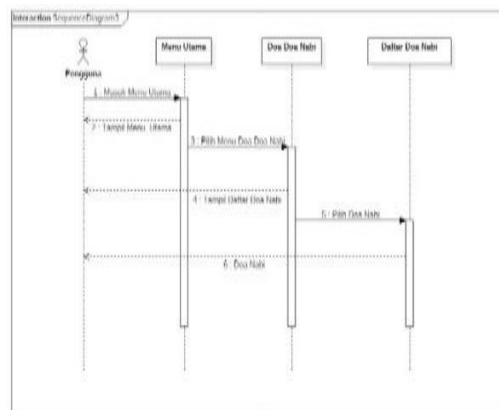 Interaction SequenceDiagram3
Menu Utama
Doa Doa Nabi
Daftar Doa Nabi
Pengguna
1 : Masuk Menu Utama
2 : Tampil Menu Utama
3 : Pilih Menu Doa Doa Nabi
4 : Tampil Daftar Doa Nabi
5 : Pilih Doa Nabi
6 : Doa Nabi